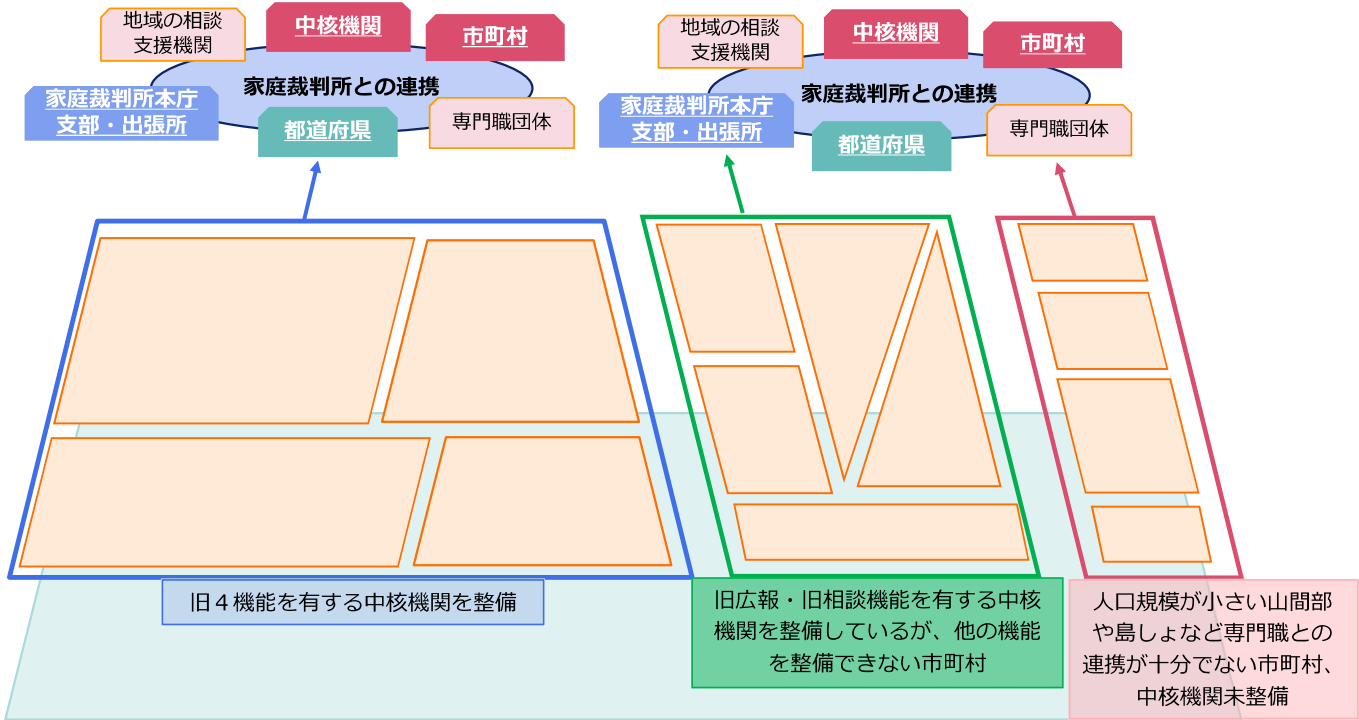 地域の相談
支援機関
中核機関
市町村
家庭裁判所との連携
家庭裁判所本庁
支部・出張所
都道府県
専門職団体
地域の相談
支援機関
中核機関
市町村
家庭裁判所との連携
家庭裁判所本庁
支部・出張所
都道府県
専門職団体
旧４機能を有する中核機関を整備
旧広報・旧相談機能を有する中核
機関を整備しているが、他の機能
を整備できない市町村
人口規模が小さい山間部
や島しょなど専門職との
連携が十分でない市町村、
中核機関未整備